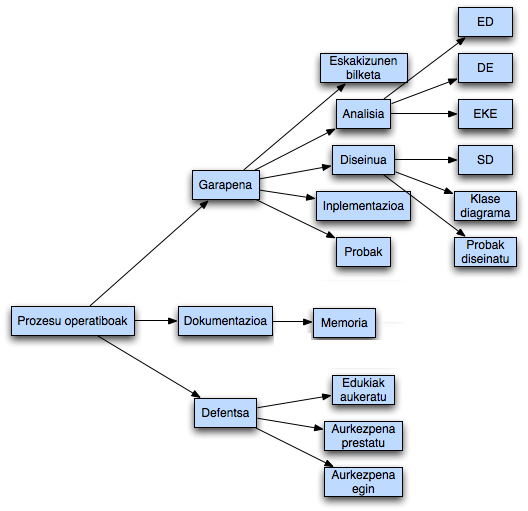 ED
Eskakizunen
bilketa
DE
Analisia
EKE
Diseinua
SD
Garapena
Inplementazioa
Klase
diagrama
Probak
Probak
diseinatu
Prozesu operatiboak
Dokumentazioa
Memoria
Edukiak
aukeratu
Defentsa
Aurkezpena
prestatu
Aurkezpena
egin